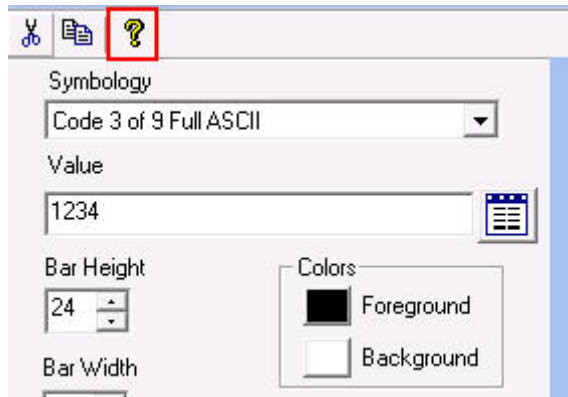 Symbology
Code 3 of 9 Full ASCII
Value
1234
Bar Height
Colors
24
Foreground
Background
Bar Width